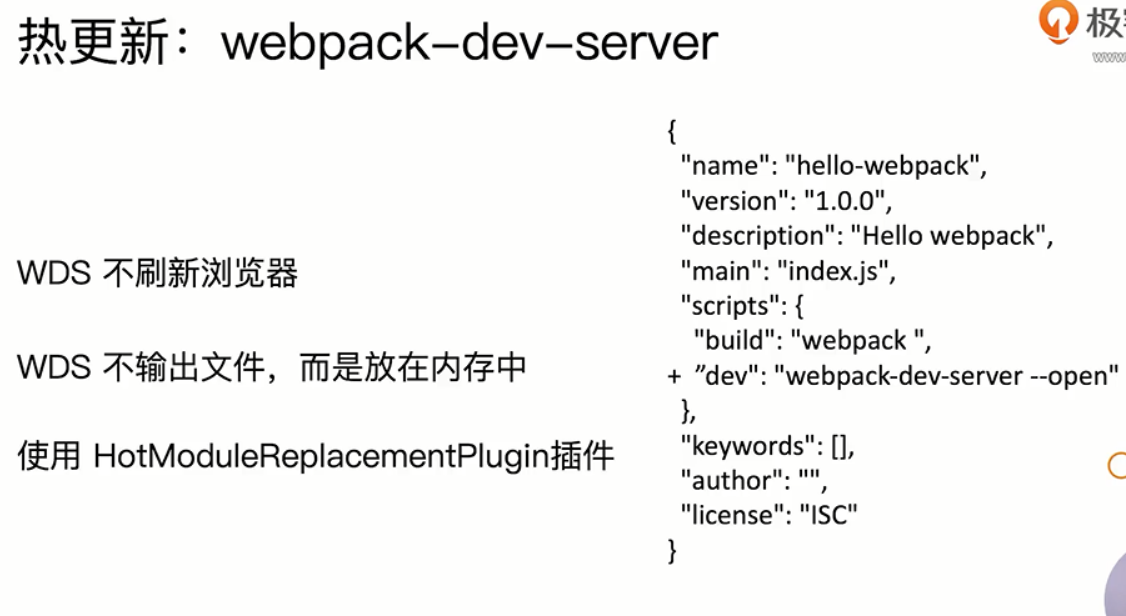 热更新：webpack-dev-server
极
www
WDS 不刷新浏览器
WDS 不输出文件，而是放在内存中
使用 HotModuleReplacementPlugin插件
{
"name": "hello-webpack",
"version": "1.0.0",
"description": "Hello webpack",
"main": "index.js",
"scripts": {
"build": "webpack ",
+ ”dev": "webpack-dev-server --open"
},
"keywords": [],
"author": "",
"license": "ISC"
}